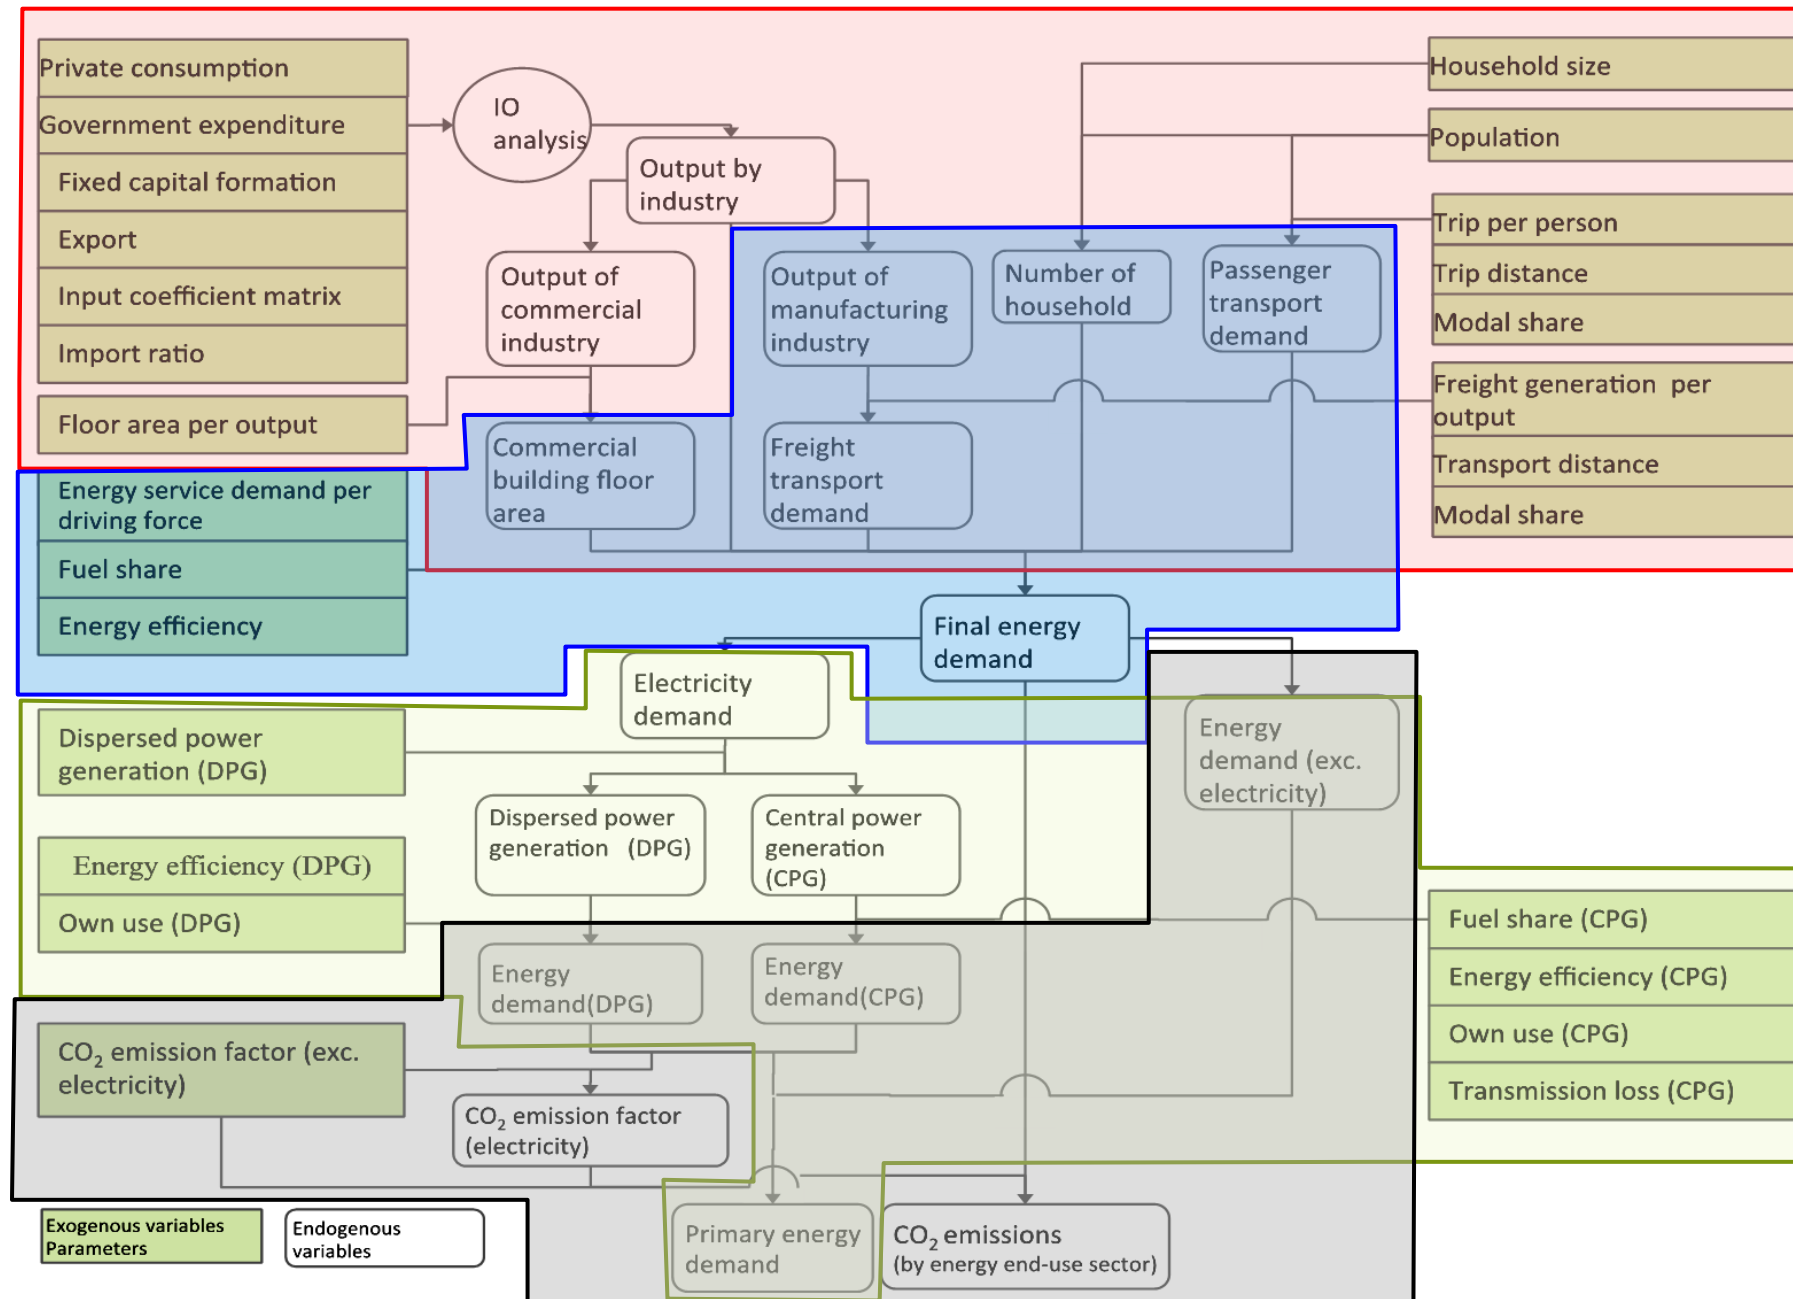 Private consumption
Government expenditure
Fixed capital formation
Export
Input coefficient matrix
Import ratio
Floor area per output
IO
analysis
Output by
industry
Household size
Population
Trip per person
Trip distance
Modal share
Freight generation per
output
Transport distance
Modal share
Output of
commercial
industry
Output of
manufacturing
industry
Number of
household
Passenger
transport
demand
Commercial
building floor
area
Freight
transport
demand
Energy service demand per
driving force
Fuel share
Energy efficiency
Final energy
demand
Electricity
demand
Energy
demand (exc.
electricity)
Dispersed power
generation (DPG)
Dispersed power
generation (DPG)
Central power
generation
(CPG)
Energy efficiency (DPG)
Own use (DPG)
Fuel share (CPG)
Energy efficiency (CPG)
Own use (CPG)
Transmission loss (CPG)
Energy
demand(DPG)
Energy
demand(CPG)
CO₂ emission factor (exc.
electricity)
CO₂ emission factor
(electricity)
Primary energy
demand
CO₂ emissions
(by energy end-use sector)
Exogenous variables
Parameters
Endogenous
variables